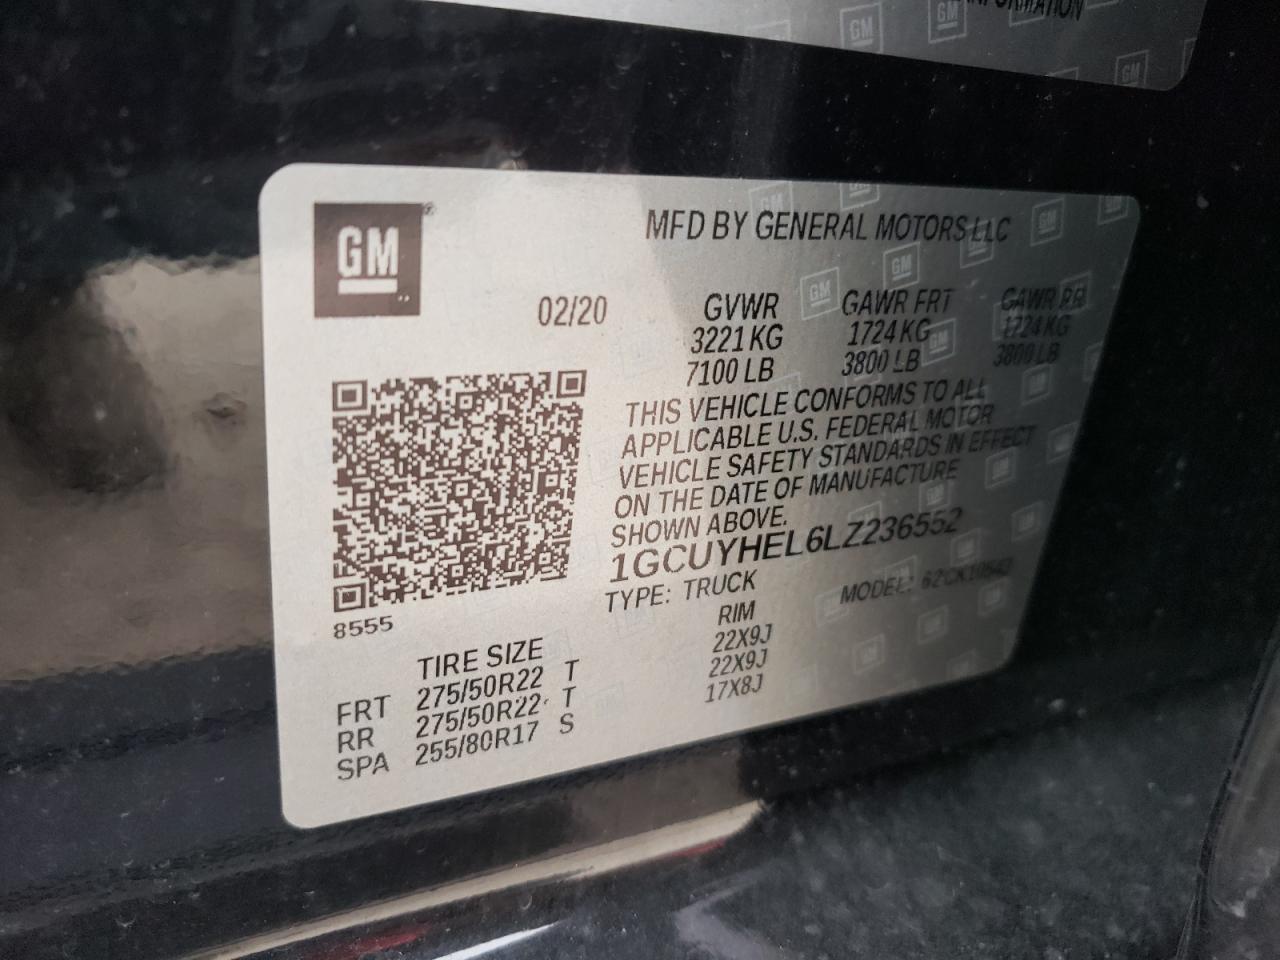 INFORMATION
GM
MFD BY GENERAL MOTORS LLC
02/20
GVWR GAWR FRT GAWR RR
3221 KG 1724 KG 1724 KG
7100 LB 3800 LB 3800 LB
THIS VEHICLE CONFORMS TO ALL
APPLICABLE U.S. FEDERAL MOTOR
VEHICLE SAFETY STANDARDS IN EFFECT
ON THE DATE OF MANUFACTURE
SHOWN ABOVE.
1GCUYHEL6LZ236552
TYPE: TRUCK MODEL:
8555
TIRE SIZE RIM
FRT 275/50R22 T 22X9J
RR 275/50R22 T 22X9J
SPA 255/80R17 S 17X8J